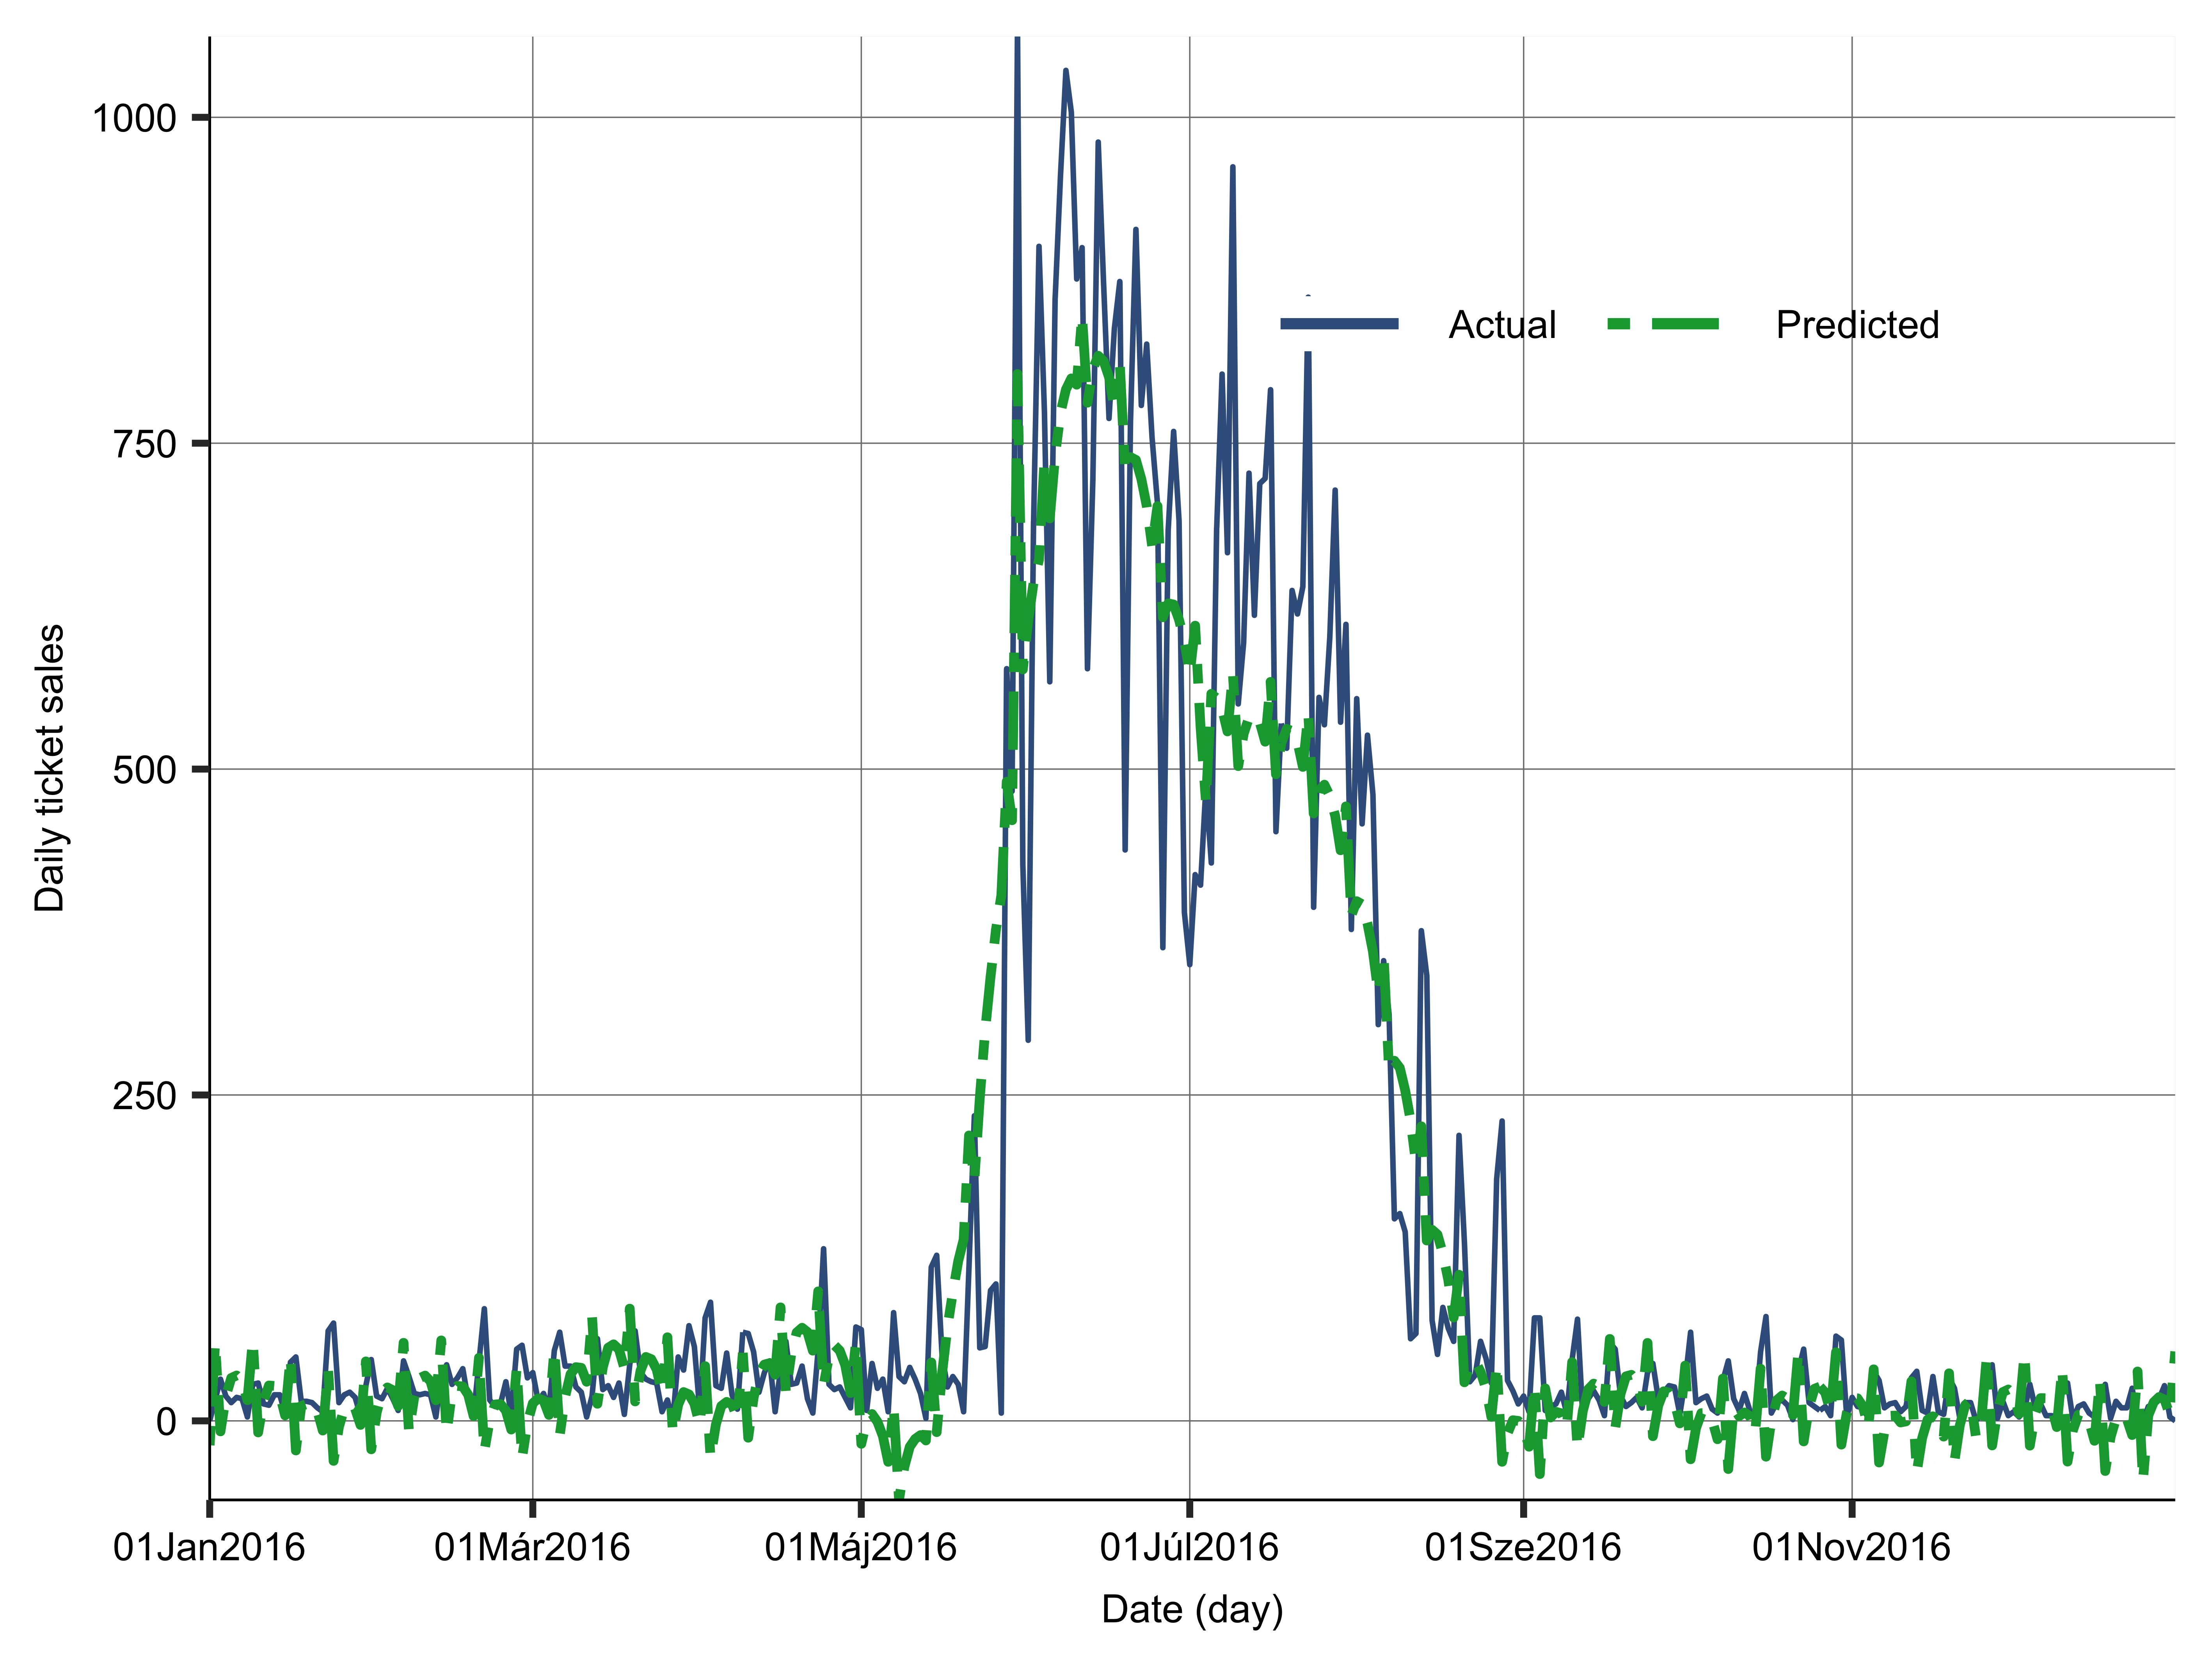 1000
750
500
250
0
Daily ticket sales
Actual
Predicted
01Jan2016
01Már2016
01Máj2016
01Júl2016
01Sze2016
01Nov2016
Date (day)